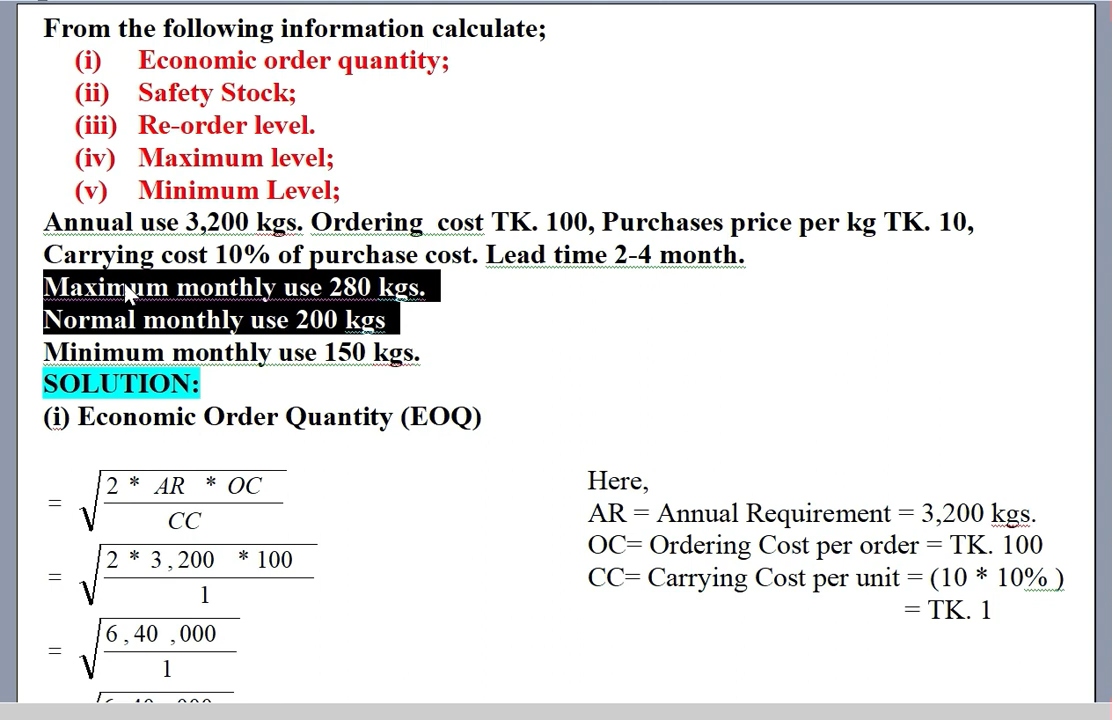 From the following information calculate;
(i) Economic order quantity;
(ii) Safety Stock;
(iii) Re-order level.
(iv) Maximum level;
(v) Minimum Level;
Annual use 3,200 kgs. Ordering cost TK. 100, Purchases price per kg TK. 10,
Carrying cost 10% of purchase cost. Lead time 2-4 month.
Maximum monthly use 280 kgs.
Normal monthly use 200 kgs
Minimum monthly use 150 kgs.
SOLUTION:
(i) Economic Order Quantity (EOQ)
= √ 2 * AR * OC
CC
= √ 2 * 3,200 * 100
1
= √ 6,40,000
1
Here,
AR = Annual Requirement = 3,200 kgs.
OC= Ordering Cost per order = TK. 100
CC= Carrying Cost per unit = (10 * 10% )
= TK. 1